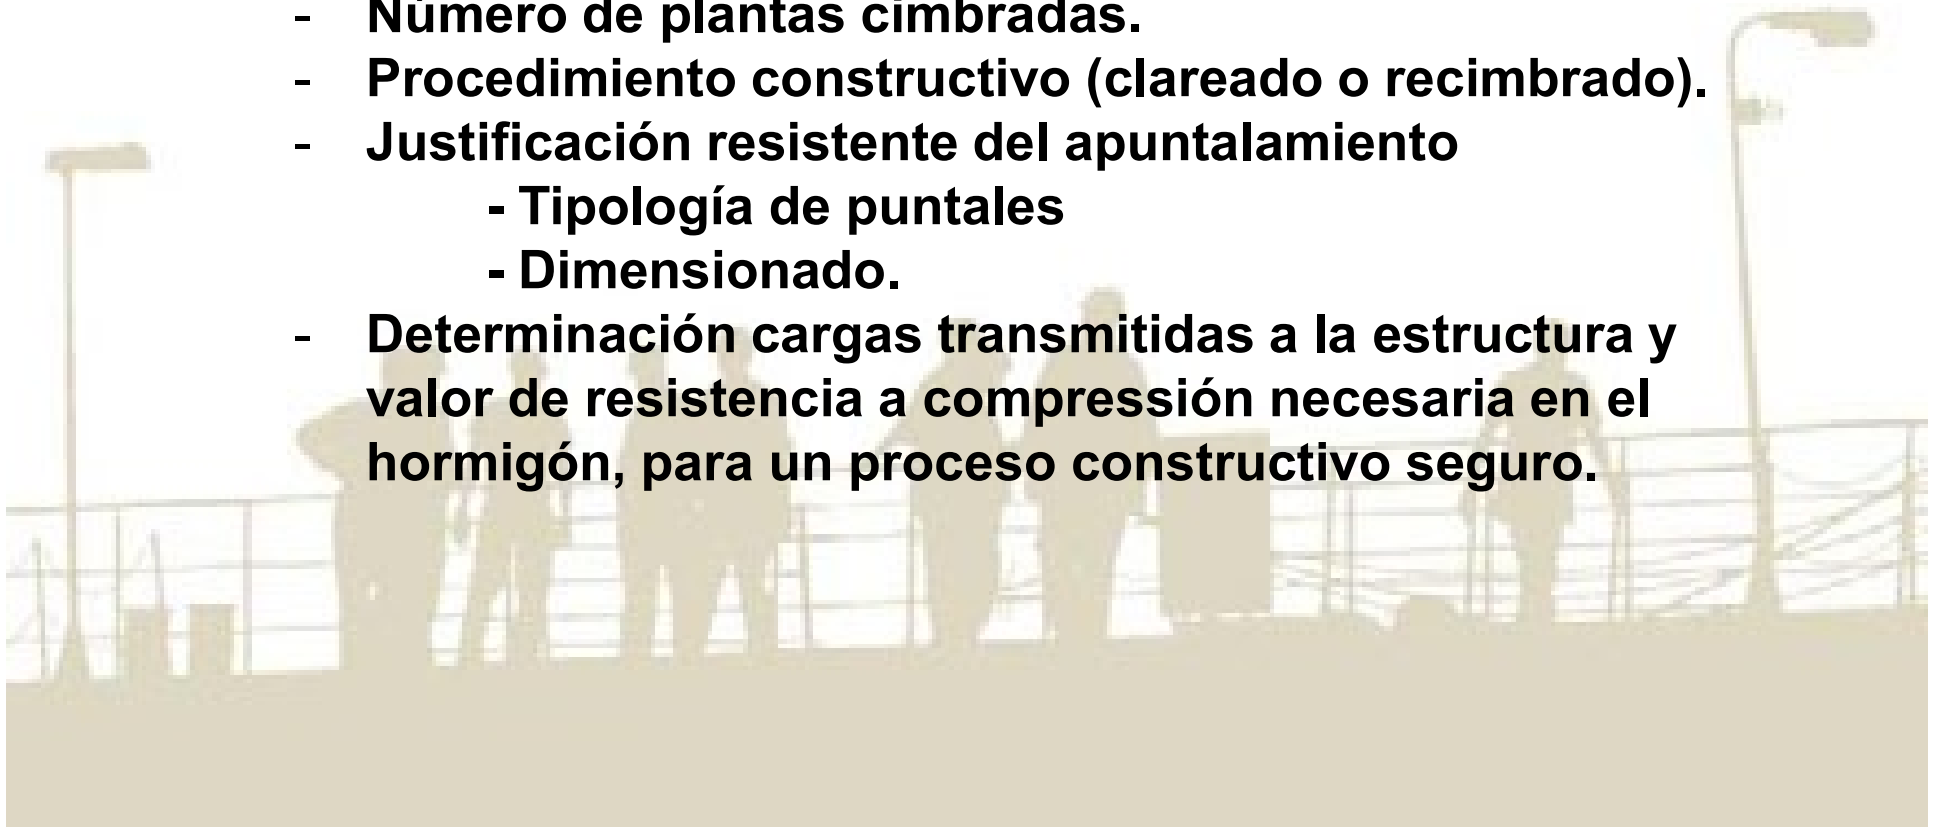 - Número de plantas cimbradas.
- Procedimiento constructivo (clareado o recimbrado).
- Justificación resistente del apuntalamiento
- Tipología de puntales
- Dimensionado.
- Determinación cargas transmitidas a la estructura y
valor de resistencia a compressión necesaria en el
hormigón, para un proceso constructivo seguro.